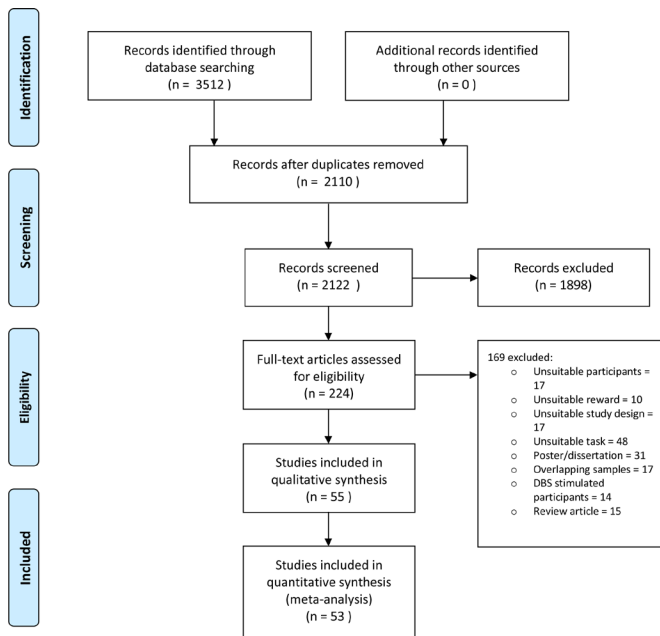 Identification
Records identified through
database searching
(n = 3512 )
Additional records identified
through other sources
(n = 0 )
Records after duplicates removed
(n = 2110 )
Screening
Records screened
(n = 2122 )
Records excluded
(n = 1898)
Eligibility
Full-text articles assessed
for eligibility
(n = 224)
169 excluded:
o Unsuitable participants =
17
o Unsuitable reward = 10
o Unsuitable study design =
17
o Unsuitable task = 48
o Poster/dissertation = 31
o Overlapping samples = 17
o DBS stimulated
participants = 14
o Review article = 15
Studies included in
qualitative synthesis
(n = 55 )
Included
Studies included in
quantitative synthesis
(meta-analysis)
(n = 53 )